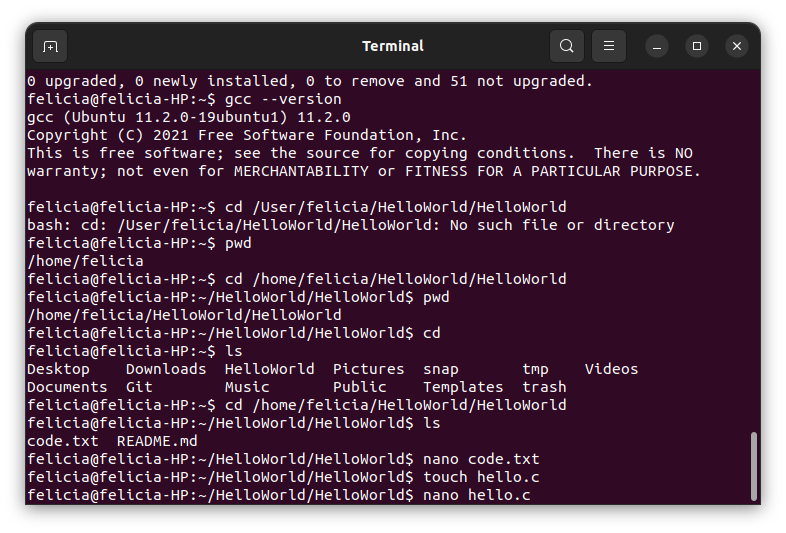 Terminal
0 upgraded, 0 newly installed, 0 to remove and 51 not upgraded.
felicia@felicia-HP:~$ gcc --version
gcc (Ubuntu 11.2.0-19ubuntu1) 11.2.0
Copyright (C) 2021 Free Software Foundation, Inc.
This is free software; see the source for copying conditions.  There is NO
warranty; not even for MERCHANTABILITY or FITNESS FOR A PARTICULAR PURPOSE.

felicia@felicia-HP:~$ cd /User/felicia/HelloWorld/HelloWorld
bash: cd: /User/felicia/HelloWorld/HelloWorld: No such file or directory
felicia@felicia-HP:~$ pwd
/home/felicia
felicia@felicia-HP:~$ cd /home/felicia/HelloWorld/HelloWorld
felicia@felicia-HP:~/HelloWorld/HelloWorld$ pwd
/home/felicia/HelloWorld/HelloWorld
felicia@felicia-HP:~/HelloWorld/HelloWorld$ cd
felicia@felicia-HP:~$ ls
Desktop    Downloads  HelloWorld  Pictures  snap       tmp    Videos
Documents  Git        Music       Public    Templates  trash
felicia@felicia-HP:~$ cd /home/felicia/HelloWorld/HelloWorld
felicia@felicia-HP:~/HelloWorld/HelloWorld$ ls
code.txt  README.md
felicia@felicia-HP:~/HelloWorld/HelloWorld$ nano code.txt
felicia@felicia-HP:~/HelloWorld/HelloWorld$ touch hello.c
felicia@felicia-HP:~/HelloWorld/HelloWorld$ nano hello.c